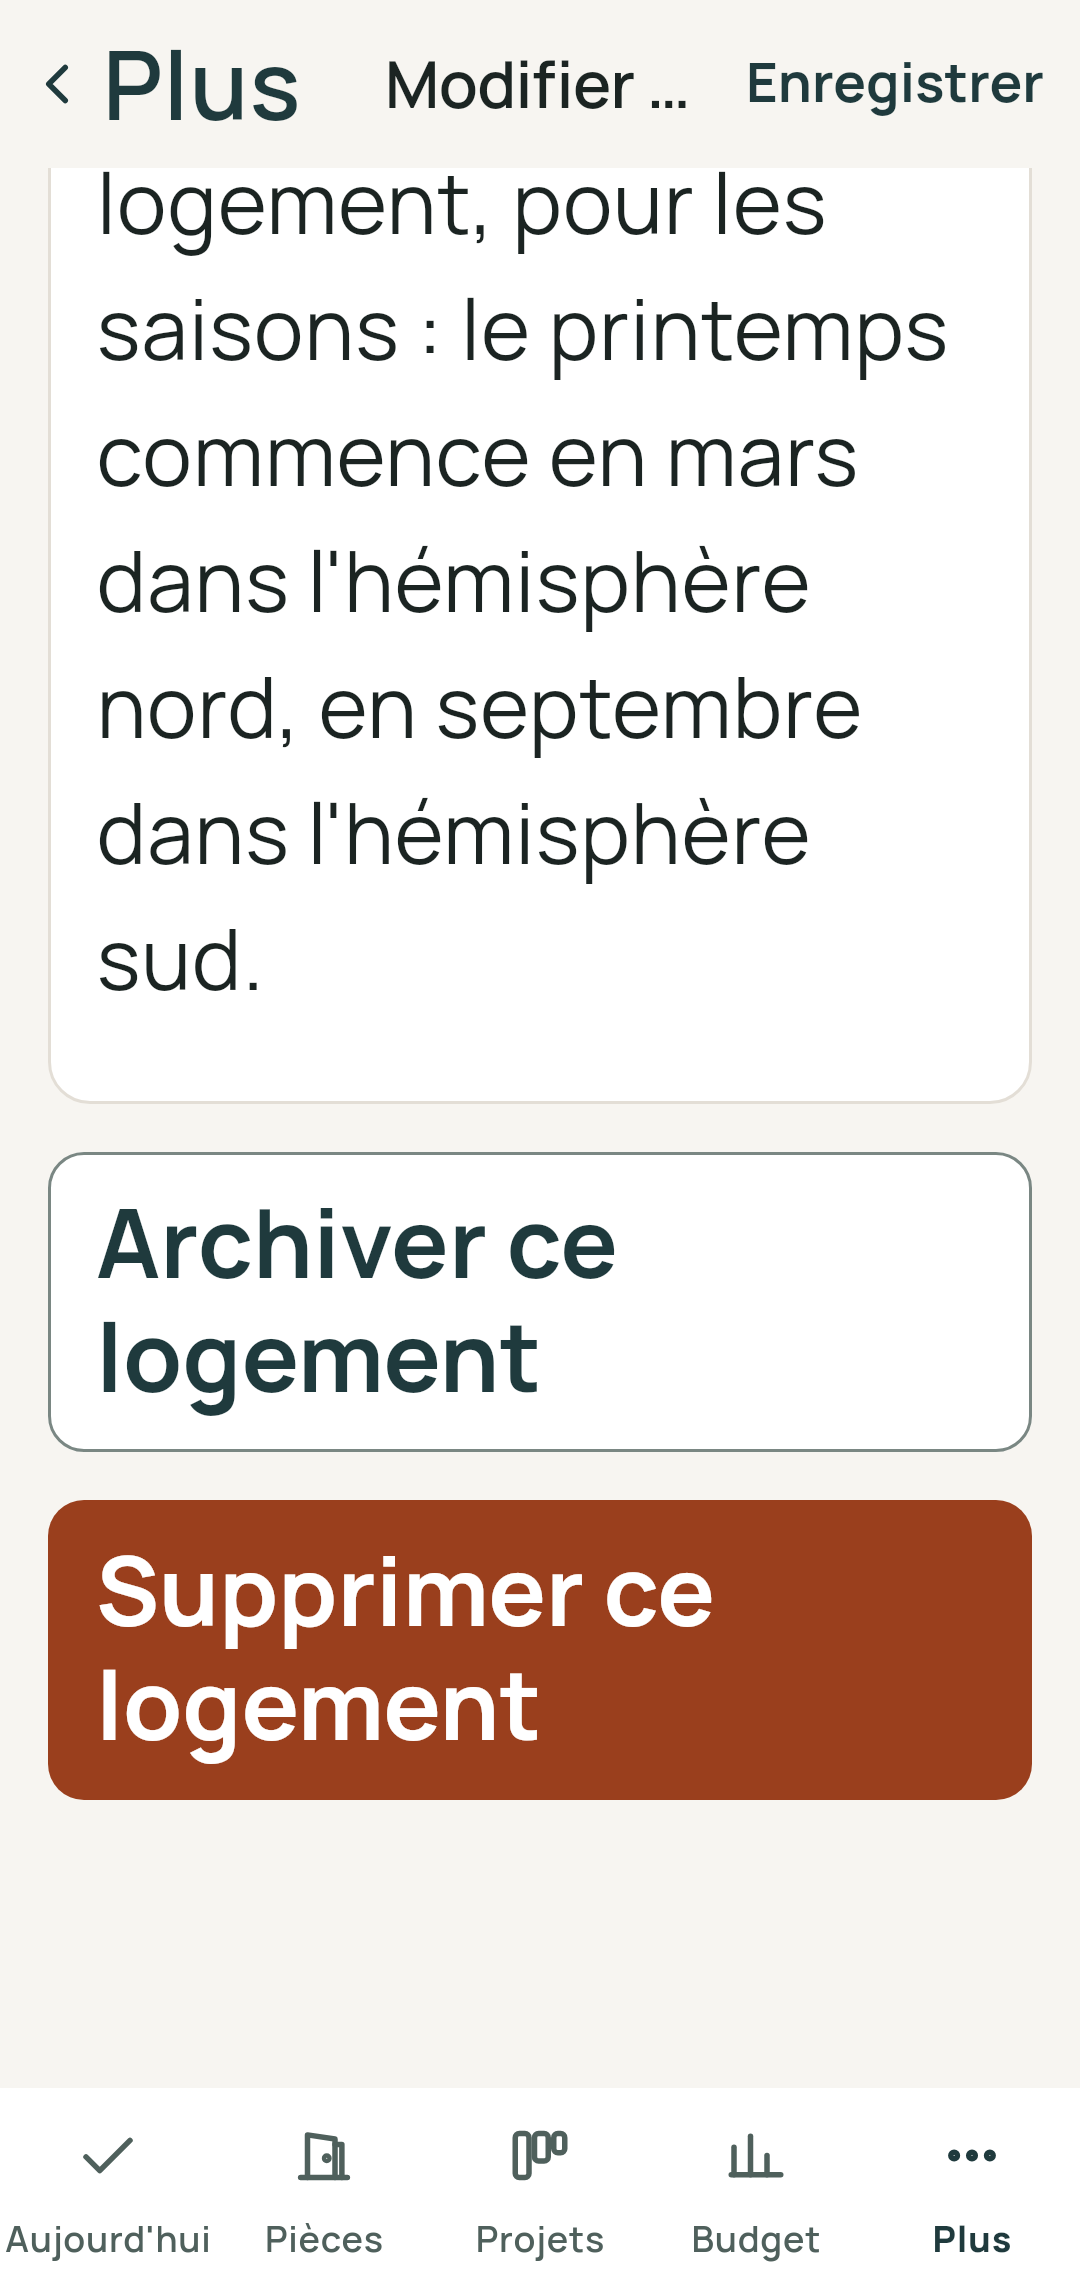 Plus
Modifier ...
Enregistrer
logement, pour les
saisons : le printemps
commence en mars
dans l'hémisphère
nord, en septembre
dans l'hémisphère
sud.
Archiver ce
logement
Supprimer ce
logement
Aujourd'hui
Pièces
Projets
Budget
Plus